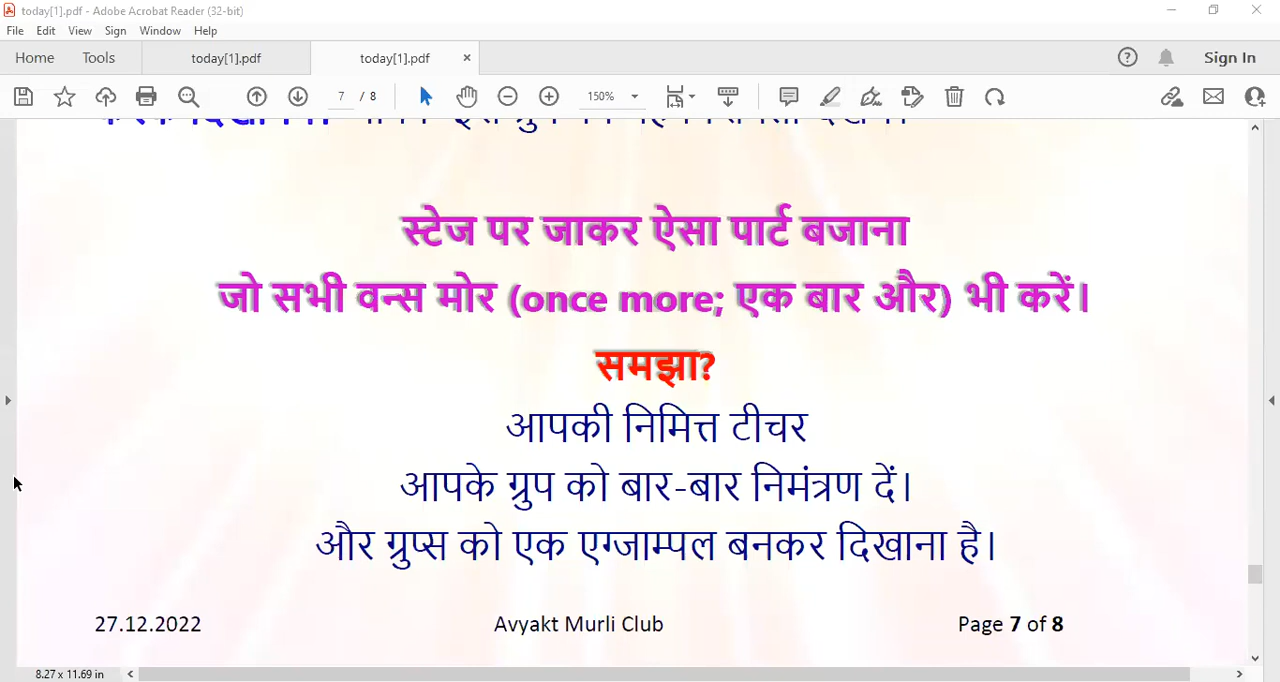 today[1].pdf - Adobe Acrobat Reader (32-bit)
File Edit View Sign Window Help
Home Tools today[1].pdf today[1].pdf × Sign In
7 / 8 150%
स्टेज पर जाकर ऐसा पार्ट बजाना
जो सभी वन्स मोर (once more; एक बार और) भी करें।
समझा?
आपकी निमित्त टीचर
आपके ग्रुप को बार-बार निमंत्रण दें।
और ग्रुप्स को एक एग्जाम्पल बनकर दिखाना है।
27.12.2022 Avyakt Murli Club Page 7 of 8
8.27 x 11.69 in